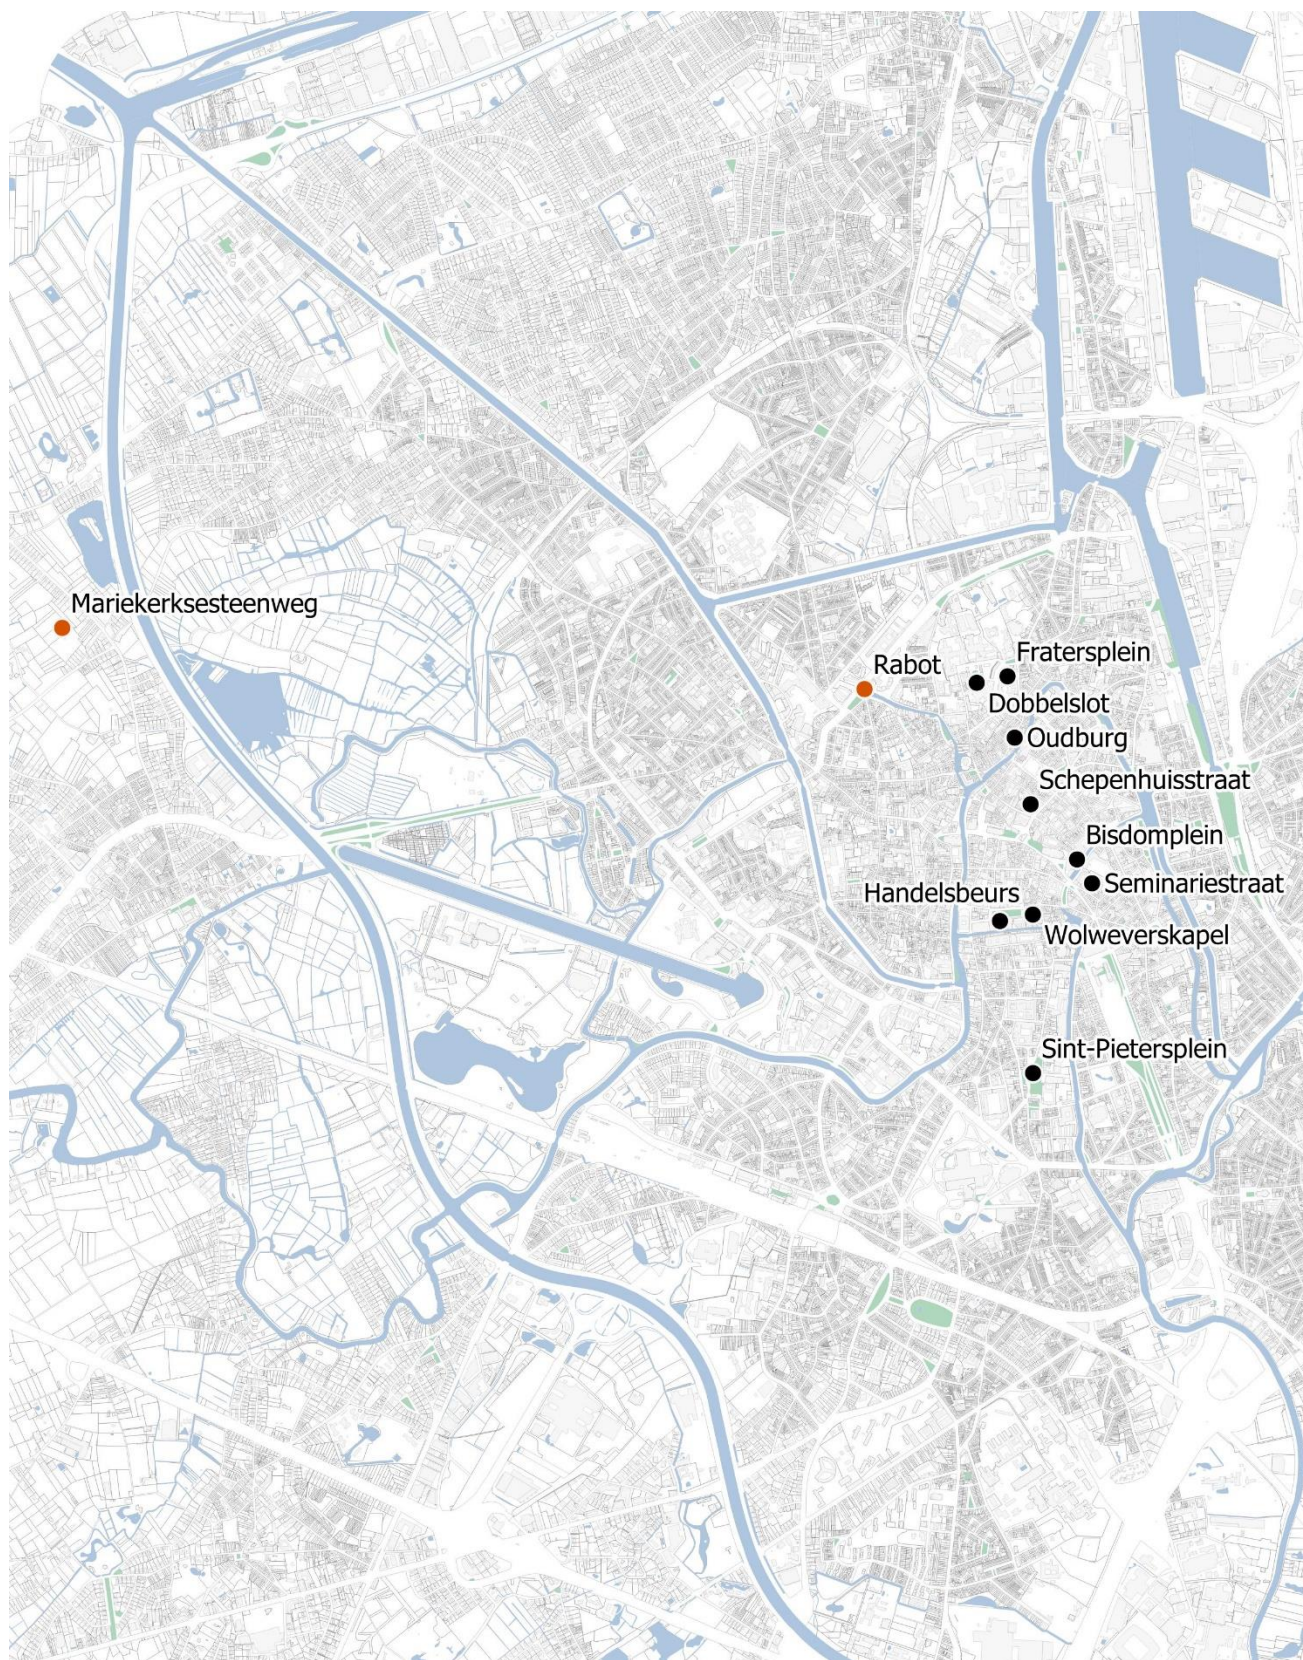 Mariekerksesteenweg
Rabot
Fratersplein
Dobbelslot
Oudburg
Schepenhuisstraat
Bisdomplein
Seminariestraat
Handelsbeurs
Wolweverskapel
Sint-Pietersplein